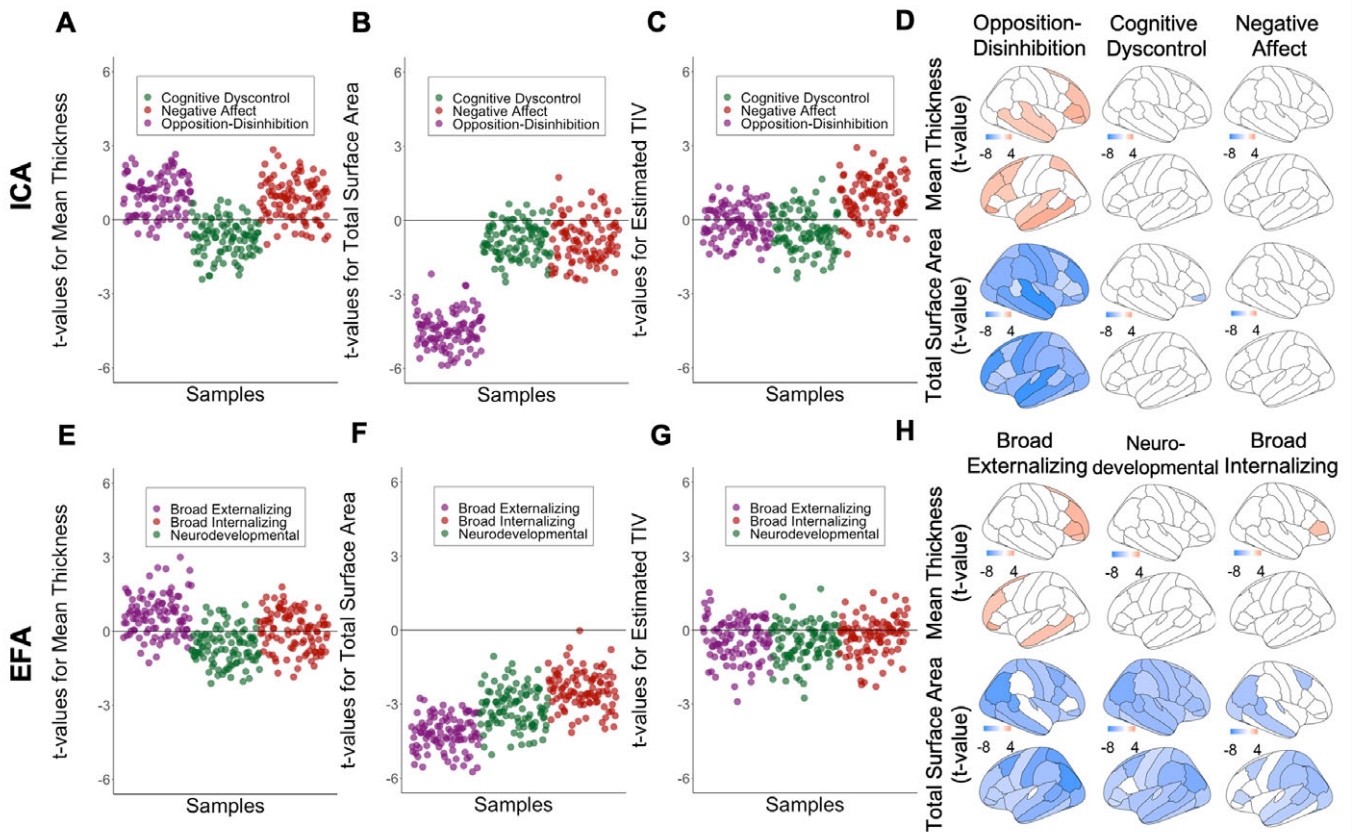 A
B
C
D
ICA
t-values for Mean Thickness
6
3
0
-3
-6
Cognitive Dyscontrol
Negative Affect
Opposition-Disinhibition
Samples
t-values for Total Surface Area
6
3
0
-3
-6
Cognitive Dyscontrol
Negative Affect
Opposition-Disinhibition
Samples
t-values for Estimated TIV
6
3
0
-3
-6
Cognitive Dyscontrol
Negative Affect
Opposition-Disinhibition
Samples
Opposition-
Disinhibition
Cognitive
Dyscontrol
Negative
Affect
Mean Thickness
(t-value)
-8 4
-8 4
-8 4
Total Surface Area
(t-value)
-8 4
-8 4
-8 4
E
F
G
H
EFA
t-values for Mean Thickness
6
3
0
-3
-6
Broad Externalizing
Broad Internalizing
Neurodevelopmental
Samples
t-values for Total Surface Area
6
3
0
-3
-6
Broad Externalizing
Broad Internalizing
Neurodevelopmental
Samples
t-values for Estimated TIV
6
3
0
-3
-6
Broad Externalizing
Broad Internalizing
Neurodevelopmental
Samples
Broad
Externalizing
Neuro-
developmental
Broad
Internalizing
Mean Thickness
(t-value)
-8 4
-8 4
-8 4
Total Surface Area
(t-value)
-8 4
-8 4
-8 4